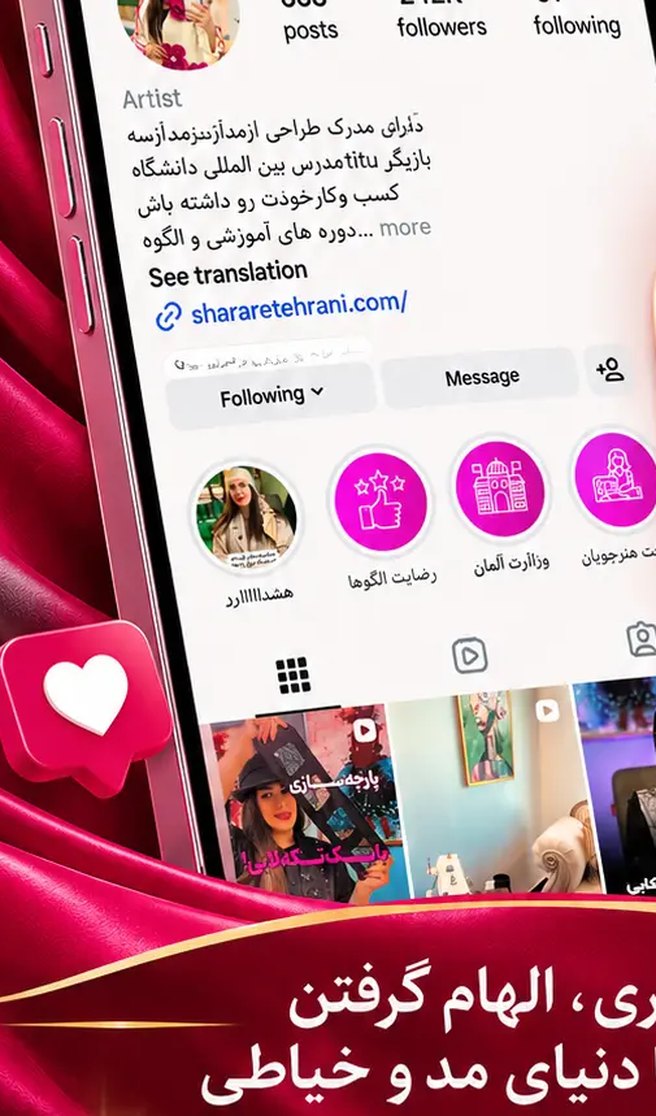 posts followers following
Artist
دارای مدرک طراحی
بازیگر titu مدرس بین المللی دانشگاه
کسب وکارخودت رو داشته باش
دوره های آموزشی و الگوه... more
See translation
shararetehrani.com/
Following Message
هشدااااارد رضایت الگوها وزاارت آلمان هنرجویان
پارچه‌سازی
ری، الهام گرفتن
دنیای مد و خیاطی